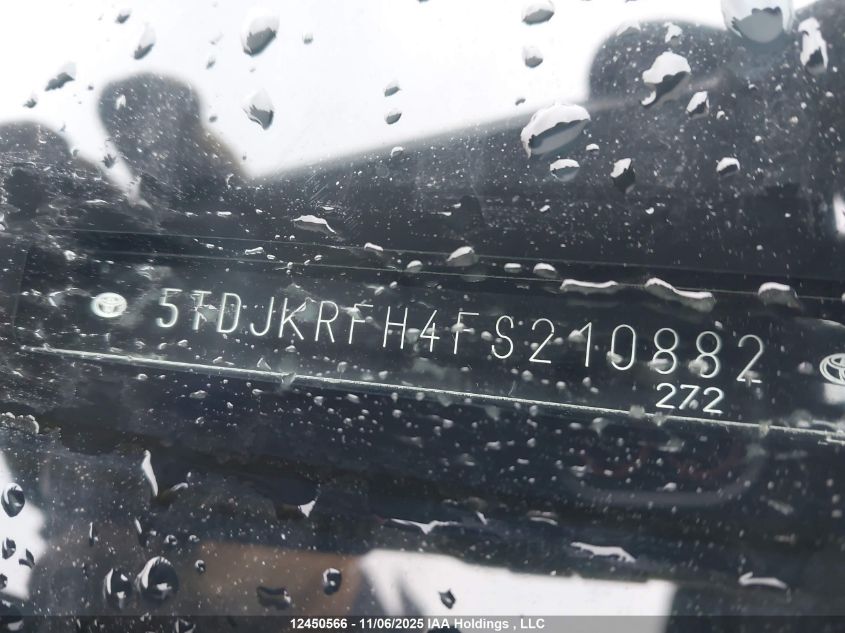 5TDJKRFH4FS210882
272
12450566 - 11/06/2025 IAA Holdings , LLC